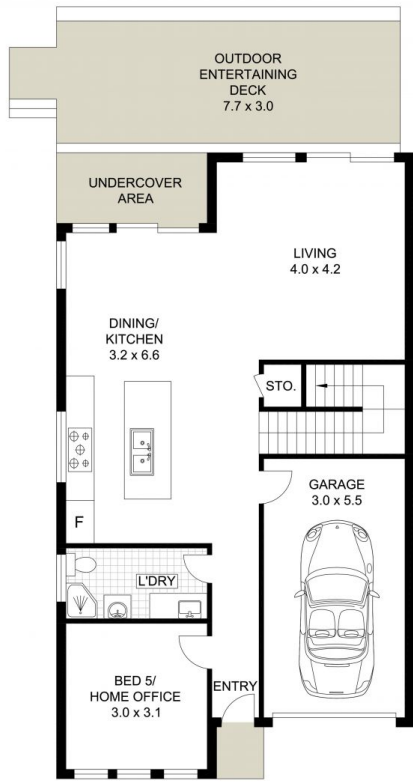 OUTDOOR
ENTERTAINING
DECK
7.7 x 3.0
UNDERCOVER
AREA
LIVING
4.0 x 4.2
DINING/
KITCHEN
3.2 x 6.6
STO.
GARAGE
3.0 x 5.5
F
L'DRY
BED 5/
HOME OFFICE
3.0 x 3.1
ENTRY